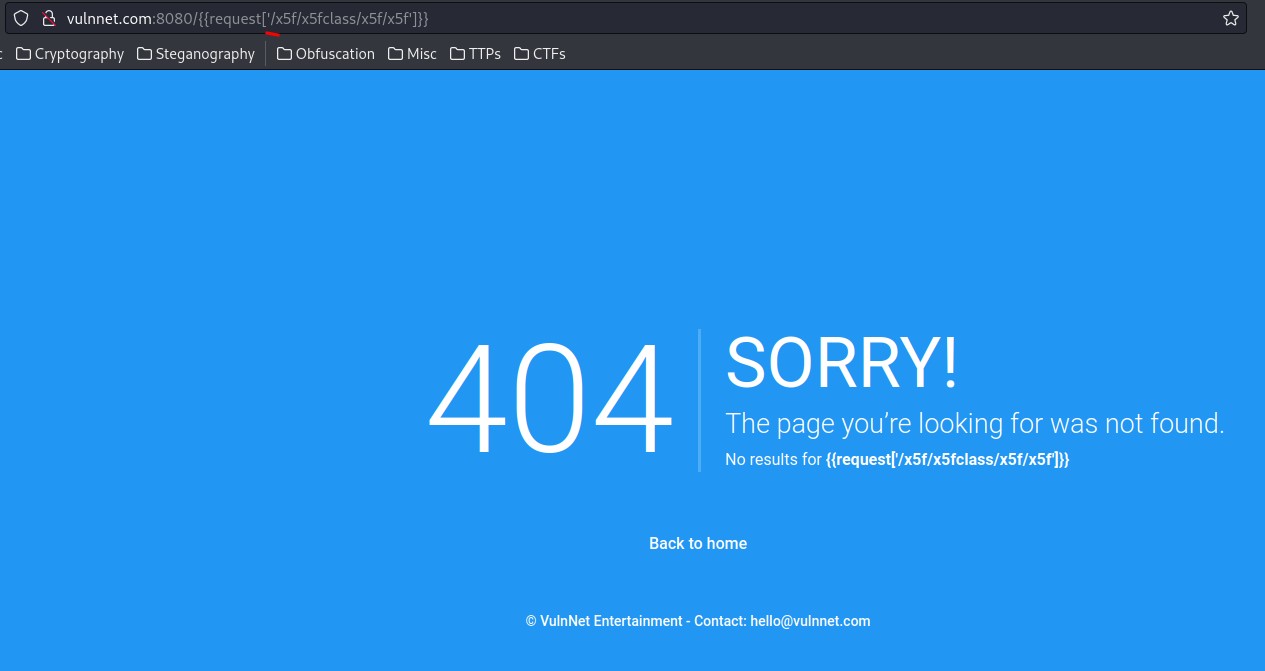 vulnnet.com:8080/{{request['/x5f/x5fclass/x5f/x5f']}}
Cryptography Steganography Obfuscation Misc TTPs CTFs
404
SORRY!
The page you’re looking for was not found.
No results for {{request['/x5f/x5fclass/x5f/x5f']}}
Back to home
© VulnNet Entertainment - Contact: hello@vulnnet.com